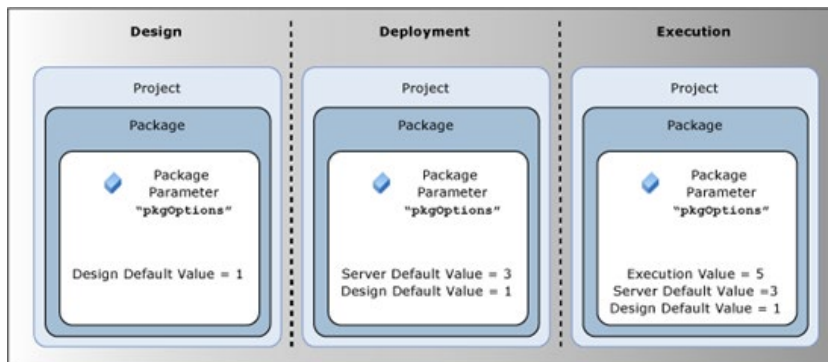 Design
Project
Package
Package
Parameter
"pkgOptions"
Design Default Value = 1
Deployment
Project
Package
Package
Parameter
"pkgOptions"
Server Default Value = 3
Design Default Value = 1
Execution
Project
Package
Package
Parameter
"pkgOptions"
Execution Value = 5
Server Default Value =3
Design Default Value = 1